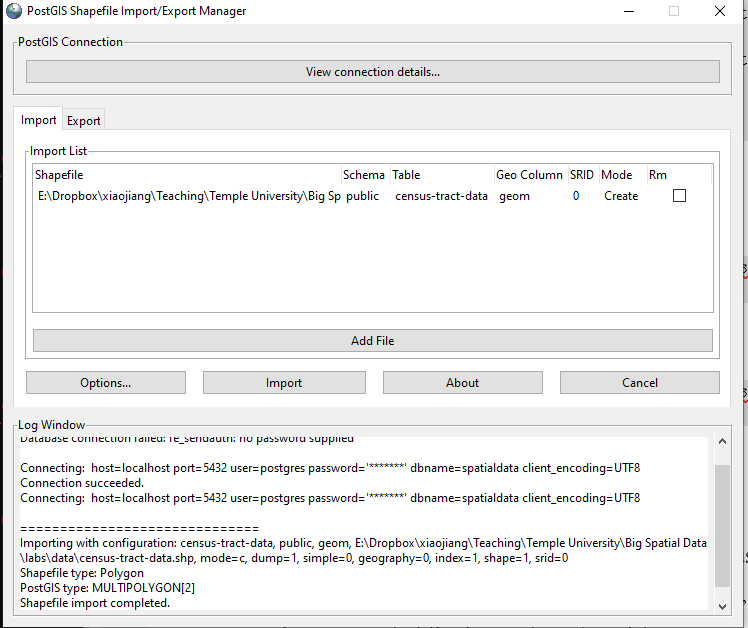 PostGIS Shapefile Import/Export Manager
PostGIS Connection
View connection details...
Import Export
Import List
Shapefile Schema Table Geo Column SRID Mode Rm
E:\Dropbox\xiaojiang\Teaching\Temple University\Big Sp public census-tract-data geom 0 Create
Add File
Options... Import About Cancel
Log Window
Database connection failed: fe_sendauth: no password supplied
Connecting: host=localhost port=5432 user=postgres password='*******' dbname=spatialdata client_encoding=UTF8
Connection succeeded.
Connecting: host=localhost port=5432 user=postgres password='*******' dbname=spatialdata client_encoding=UTF8
==============================
Importing with configuration: census-tract-data, public, geom, E:\Dropbox\xiaojiang\Teaching\Temple University\Big Spatial Data
\labs\data\census-tract-data.shp, mode=c, dump=1, simple=0, geography=0, index=1, shape=1, srid=0
Shapefile type: Polygon
PostGIS type: MULTIPOLYGON[2]
Shapefile import completed.